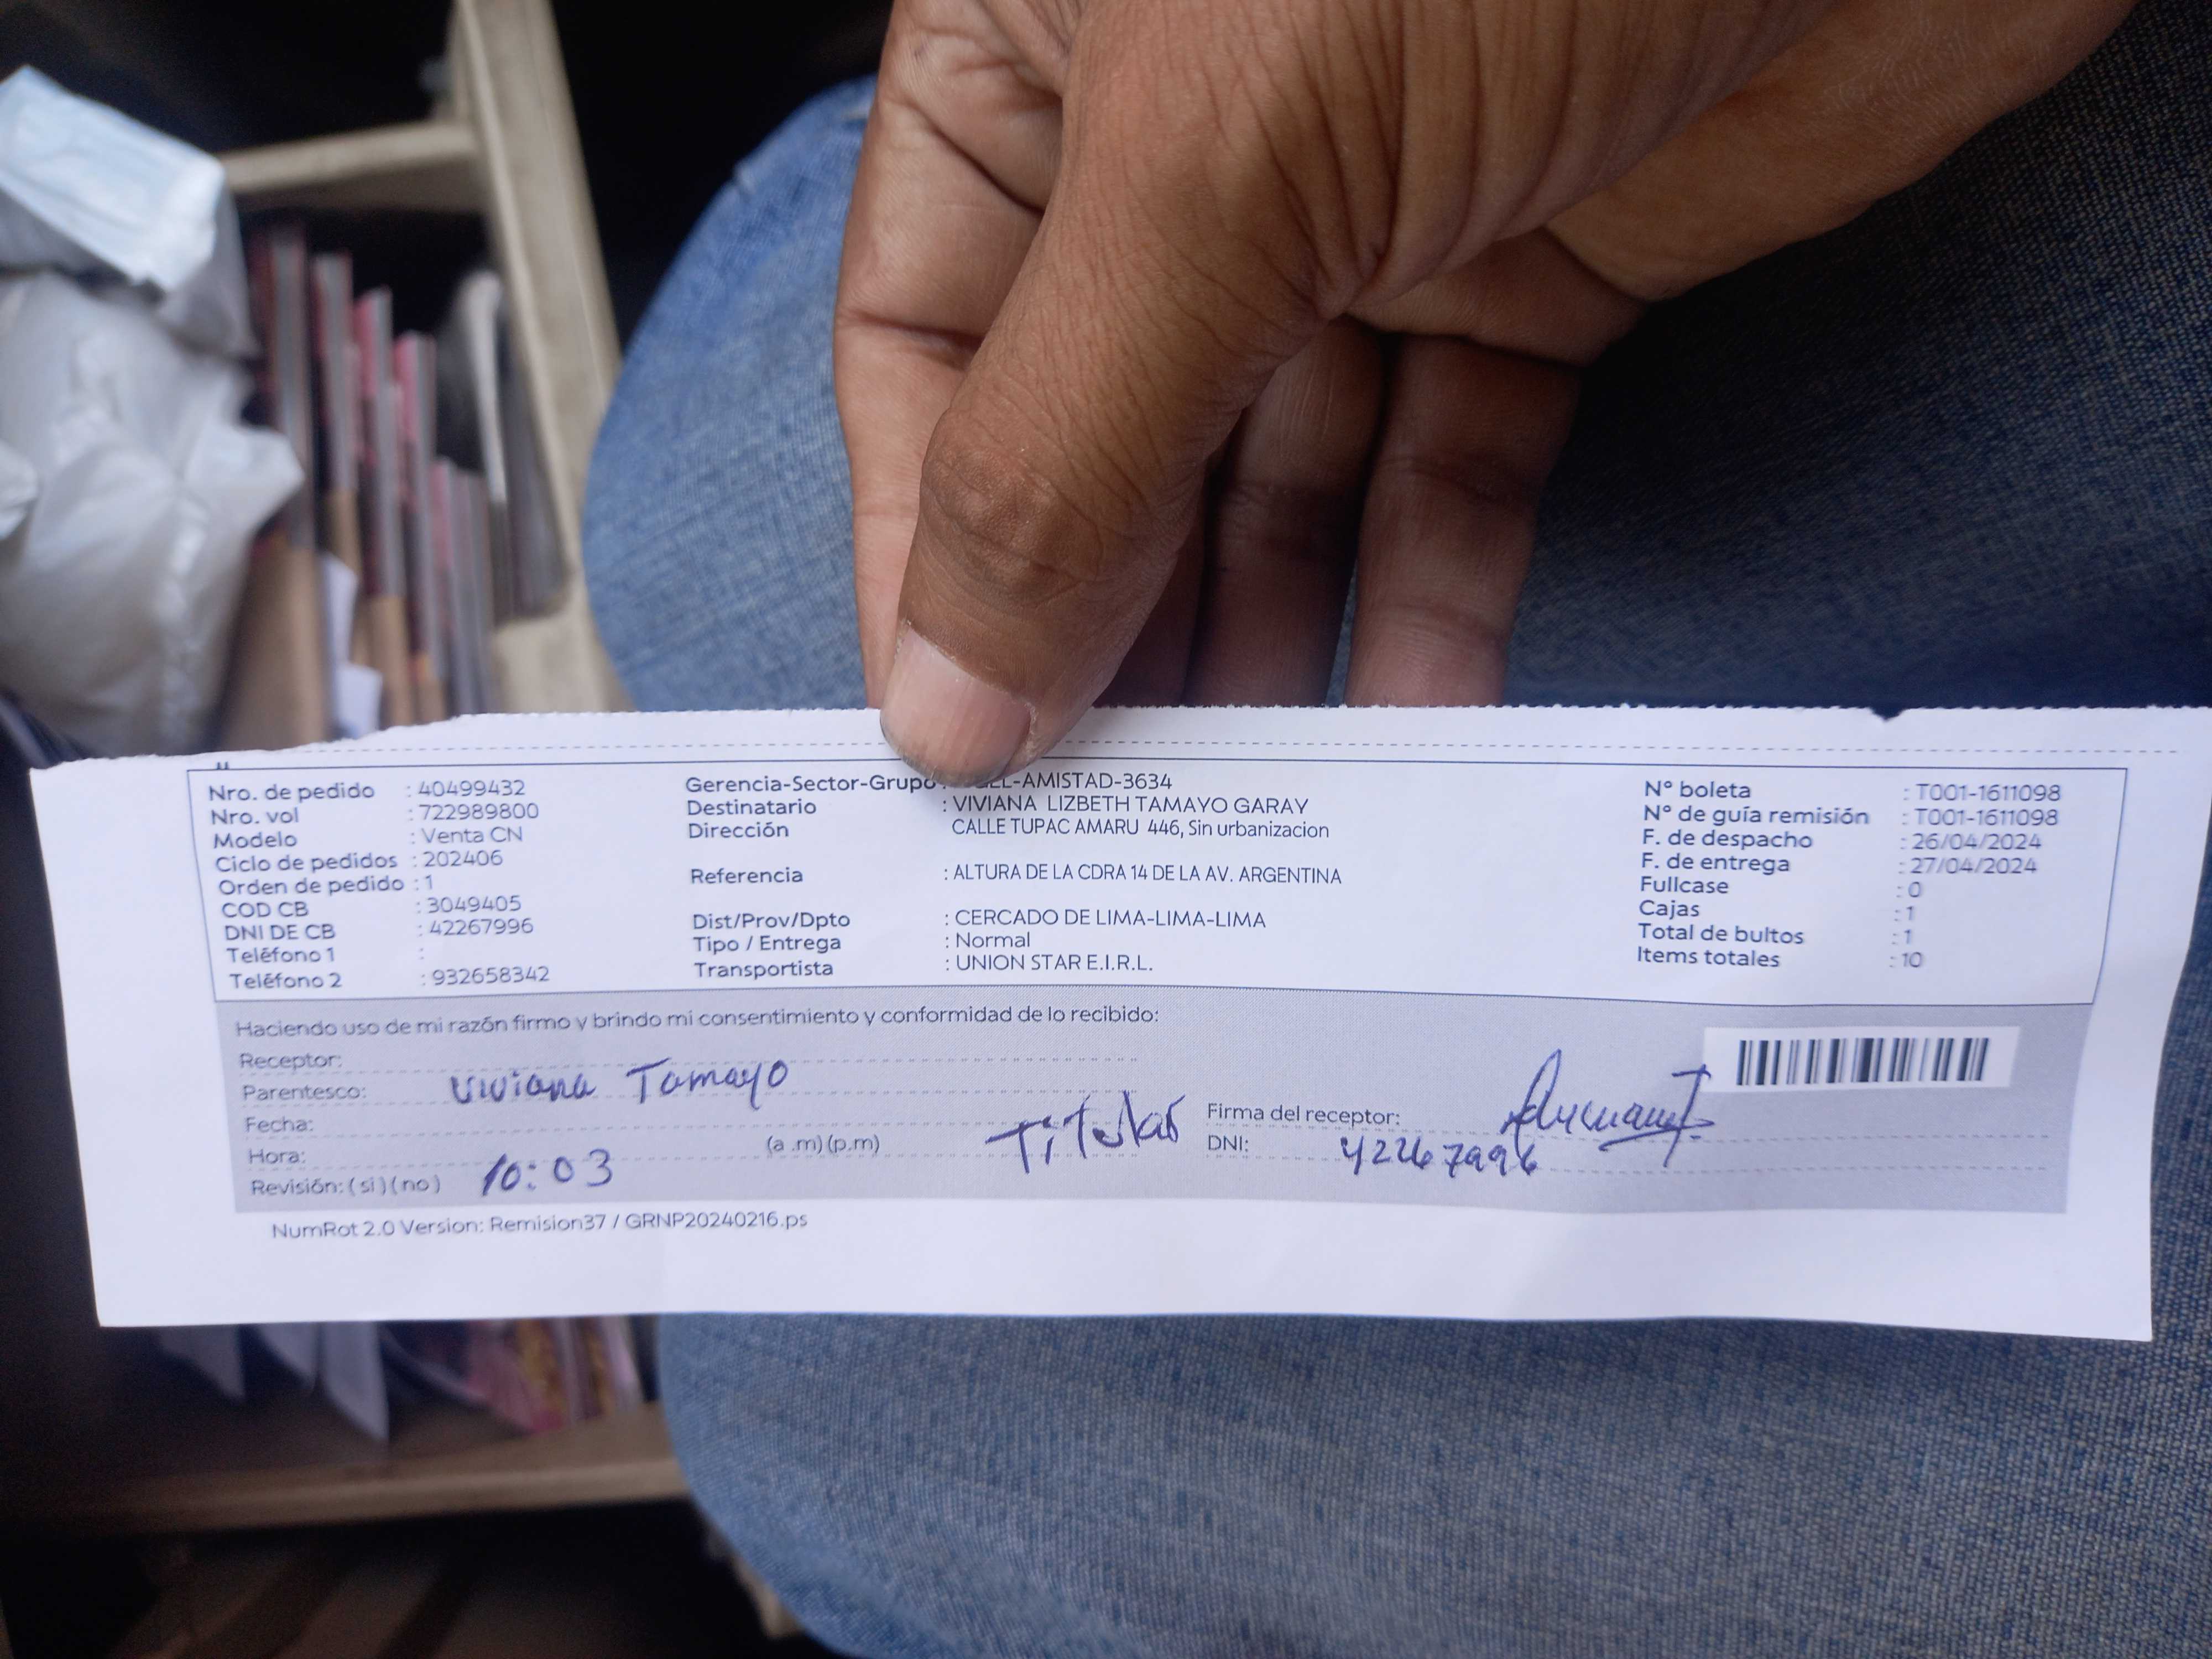 Nro. de pedido : 40499432
Nro. vol : 722989800
Modelo : Venta CN
Ciclo de pedidos : 202406
Orden de pedido : 1
COD CB : 3049405
DNI DE CB : 42267996
Teléfono 1 :
Teléfono 2 : 932658342
Gerencia-Sector-Grupo : -AMISTAD-3634
Destinatario : VIVIANA LIZBETH TAMAYO GARAY
Dirección CALLE TUPAC AMARU 446, Sin urbanizacion
Referencia : ALTURA DE LA CDRA 14 DE LA AV. ARGENTINA
Dist/Prov/Dpto : CERCADO DE LIMA-LIMA-LIMA
Tipo / Entrega : Normal
Transportista : UNION STAR E.I.R.L.
N° boleta : T001-1611098
N° de guía remisión : T001-1611098
F. de despacho : 26/04/2024
F. de entrega : 27/04/2024
Fullcase : 0
Cajas : 1
Total de bultos : 1
Items totales : 10
Haciendo uso de mi razón firmo y brindo mi consentimiento y conformidad de lo recibido:
Receptor:
Parentesco: Viviana Tamayo
Fecha:
Hora: (a .m) (p.m) Titular
Revisión: ( si ) ( no ) 10:03
Firma del receptor:
DNI: 42267996
NumRot 2.0 Version: Remision37 / GRNP20240216.ps